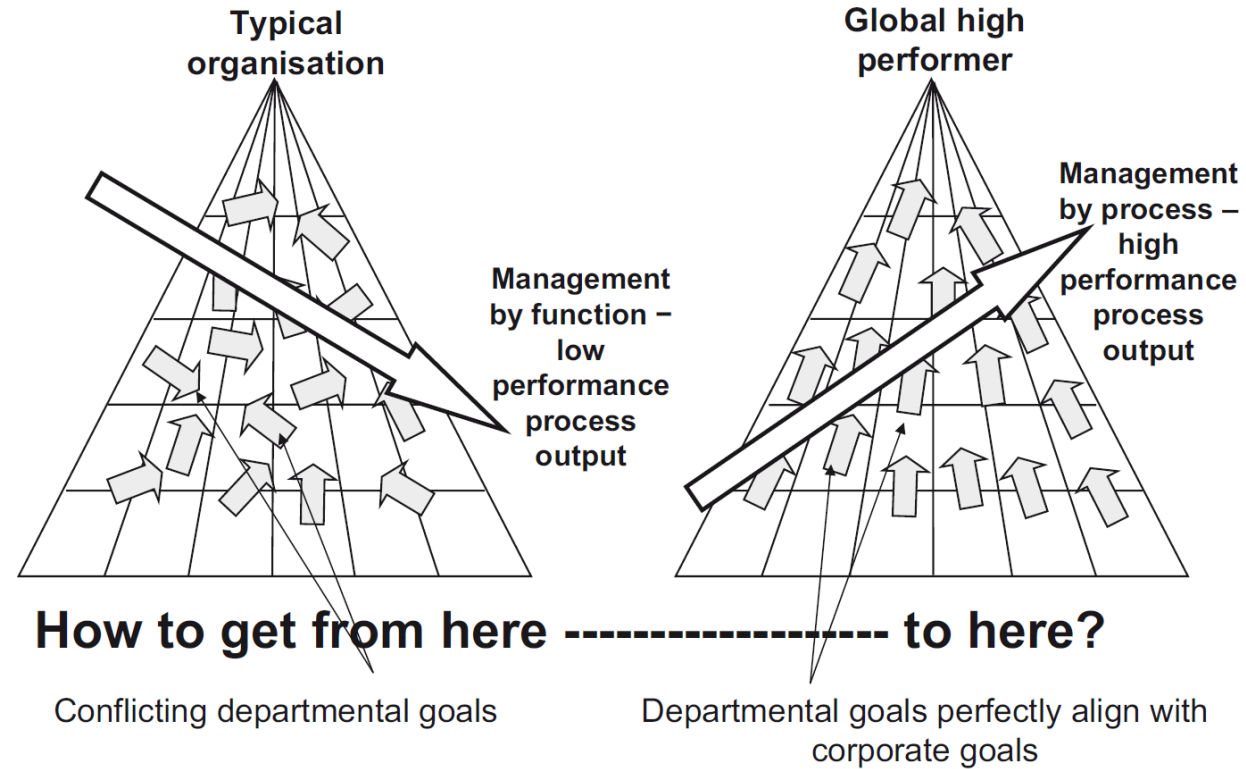 Typical
organisation
Global high
performer
Management
by function –
low
performance
process
output
Management
by process –
high
performance
process
output
How to get from here ------------------- to here?
Conflicting departmental goals
Departmental goals perfectly align with
corporate goals